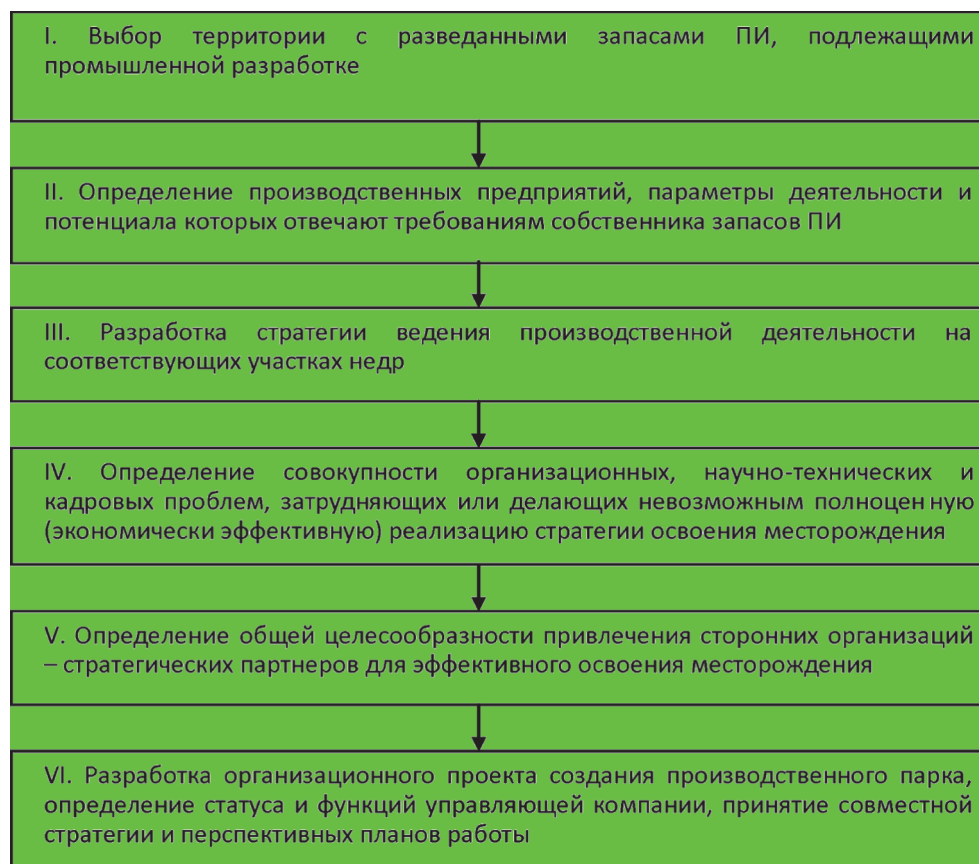 I. Выбор территории с разведанными запасами ПИ, подлежащими
промышленной разработке
II. Определение производственных предприятий, параметры деятельности и
потенциала которых отвечают требованиям собственника запасов ПИ
III. Разработка стратегии ведения производственной деятельности на
соответствующих участках недр
IV. Определение совокупности организационных, научно-технических и
кадровых проблем, затрудняющих или делающих невозможным полноценную
(экономически эффективную) реализацию стратегии освоения месторождения
V. Определение общей целесообразности привлечения сторонних организаций
– стратегических партнеров для эффективного освоения месторождения
VI. Разработка организационного проекта создания производственного парка,
определение статуса и функций управляющей компании, принятие совместной
стратегии и перспективных планов работы